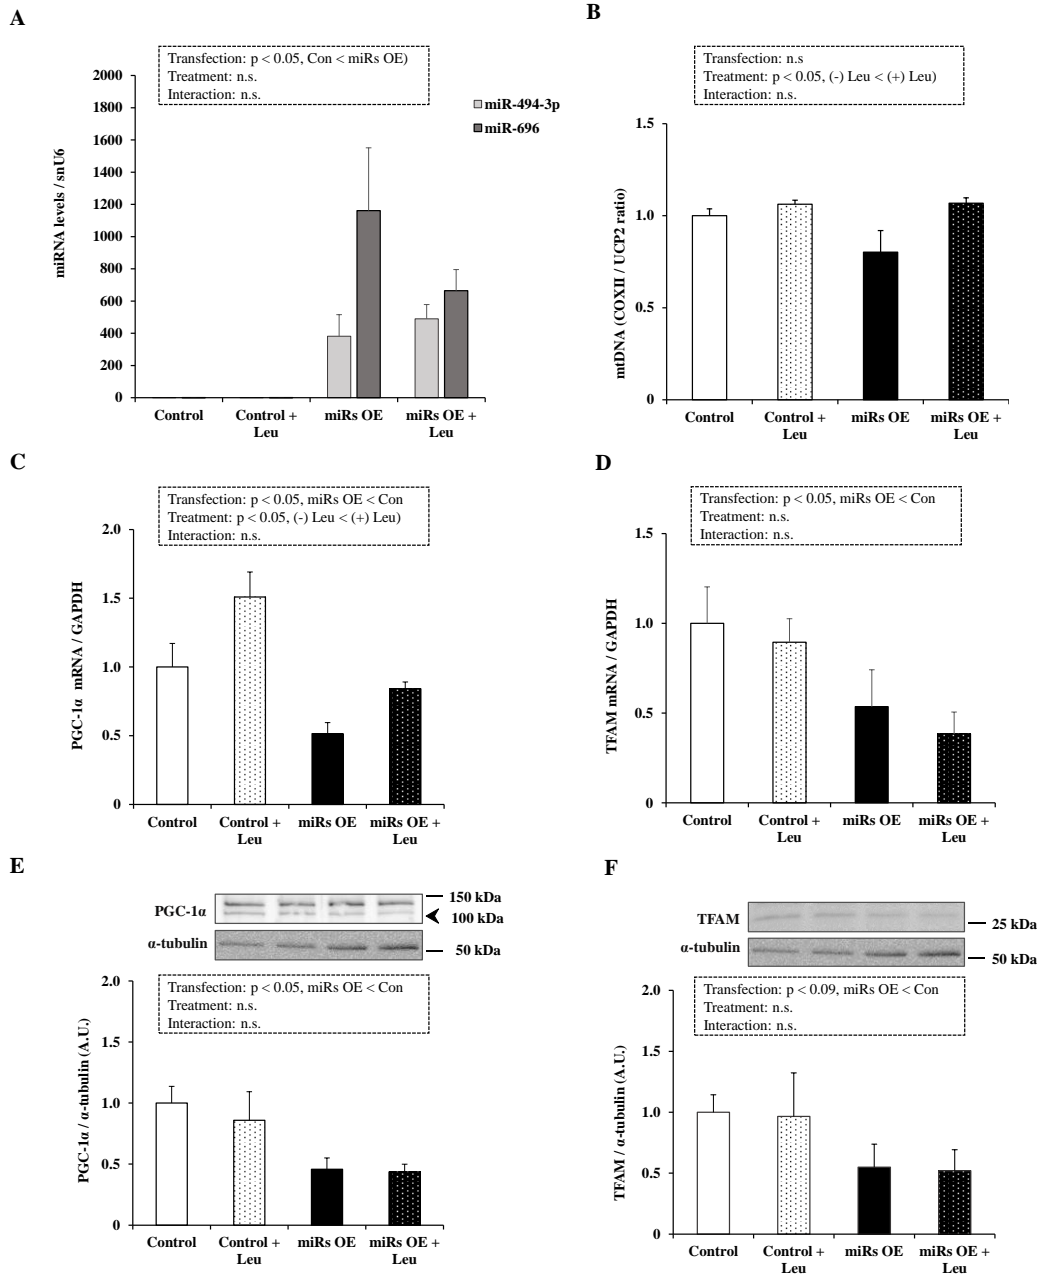 A
Transfection: p < 0.05, Con < miRs OE)
Treatment: n.s.
Interaction: n.s.
miR-494-3p
miR-696
miRNA levels / snU6
2000
1800
1600
1400
1200
1000
800
600
400
200
0
Control
Control +
Leu
miRs OE
miRs OE +
Leu
B
Transfection: n.s
Treatment: p < 0.05, (-) Leu < (+) Leu)
Interaction: n.s
mtDNA (COXII / UCP2 ratio)
1.5
1.0
0.5
0
Control
Control +
Leu
miRs OE
miRs OE +
Leu
C
Transfection: p < 0.05, miRs OE < Con
Treatment: p < 0.05, (-) Leu < (+) Leu)
Interaction: n.s.
PGC-1α mRNA / GAPDH
2.0
1.5
1.0
0.5
0
Control
Control +
Leu
miRs OE
miRs OE +
Leu
D
Transfection: p < 0.05, miRs OE < Con
Treatment: n.s.
Interaction: n.s.
TFAM mRNA / GAPDH
1.5
1.0
0.5
0
Control
Control +
Leu
miRs OE
miRs OE +
Leu
E
PGC-1α
150 kDa
100 kDa
α-tubulin
50 kDa
Transfection: p < 0.05, miRs OE < Con
Treatment: n.s.
Interaction: n.s.
PGC-1α / α-tubulin (A.U.)
2.0
1.5
1.0
0.5
0
Control
Control +
Leu
miRs OE
miRs OE +
Leu
F
TFAM
25 kDa
α-tubulin
50 kDa
Transfection: p < 0.09, miRs OE < Con
Treatment: n.s.
Interaction: n.s.
TFAM / α-tubulin (A.U.)
2.0
1.5
1.0
0.5
0
Control
Control +
Leu
miRs OE
miRs OE +
Leu